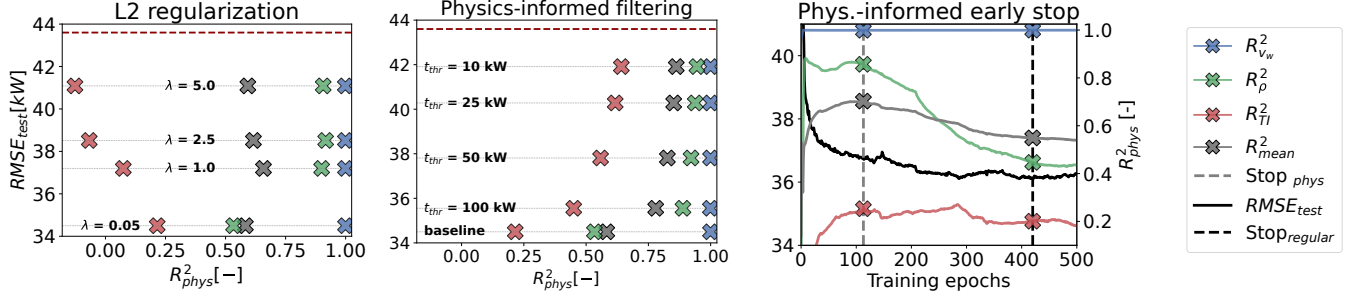 L2 regularization
RMSE_test[kW]
44
42
40
38
36
34
λ = 5.0
λ = 2.5
λ = 1.0
λ = 0.05
0.00 0.25 0.50 0.75 1.00
R²_phys[−]
Physics-informed filtering
44
42
40
38
36
34
t_thr = 10 kW
t_thr = 25 kW
t_thr = 50 kW
t_thr = 100 kW
baseline
0.00 0.25 0.50 0.75 1.00
R²_phys[−]
Phys.-informed early stop
40
38
36
34
0 100 200 300 400 500
Training epochs
1.0
0.8
0.6
0.4
0.2
R²_phys [−]
R²_v_w
R²_ρ
R²_TI
R²_mean
Stop _phys
RMSE_test
Stop_regular